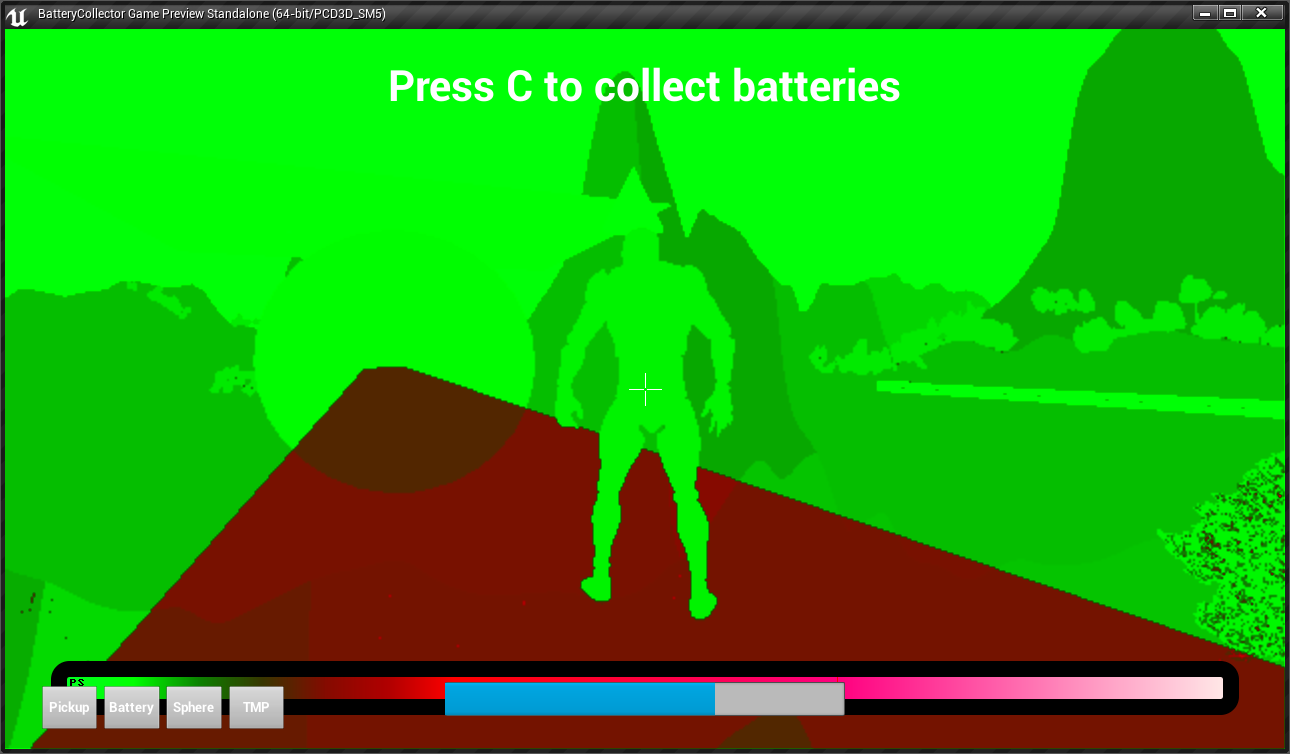 BatteryCollector Game Preview Standalone (64-bit/PCD3D_SM5)
Press C to collect batteries
PS
Pickup Battery Sphere TMP